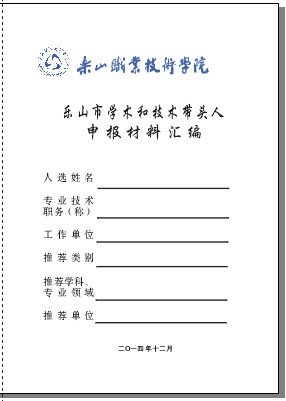 乐山职业技术学院
乐山市学术和技术带头人
申报材料汇编
人选姓名
专业技术
职务（称）
工作单位
推荐类别
推荐学科、
专业领域
推荐单位
二〇一四年十二月